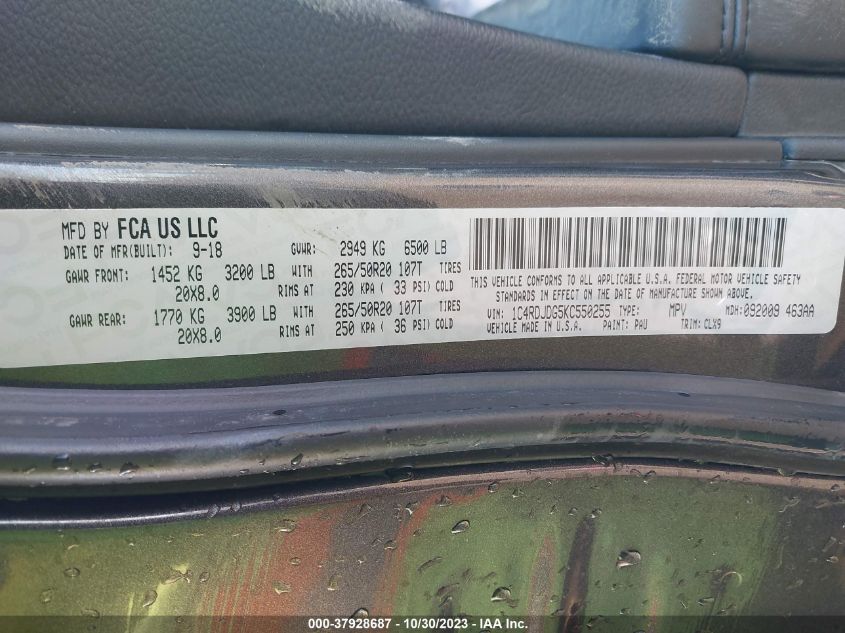 MFD BY FCA US LLC
DATE OF MFR(BUILT): 9-18 GVWR: 2949 KG 6500 LB
GAWR FRONT: 1452 KG 3200 LB WITH 265/50R20 107T TIRES
20X8.0 RIMS AT 230 KPA ( 33 PSI) COLD
GAWR REAR: 1770 KG 3900 LB WITH 265/50R20 107T TIRES
20X8.0 RIMS AT 250 KPA ( 36 PSI) COLD
THIS VEHICLE CONFORMS TO ALL APPLICABLE U.S.A. FEDERAL MOTOR VEHICLE SAFETY
STANDARDS IN EFFECT ON THE DATE OF MANUFACTURE SHOWN ABOVE.
VIN: 1C4RDJDG5KC550255 TYPE: MPV MDH: 092009 463AA
MADE IN U.S.A. PAINT: PAU TRIM: CLX9
000-37928687 - 10/30/2023 - IAA Inc.